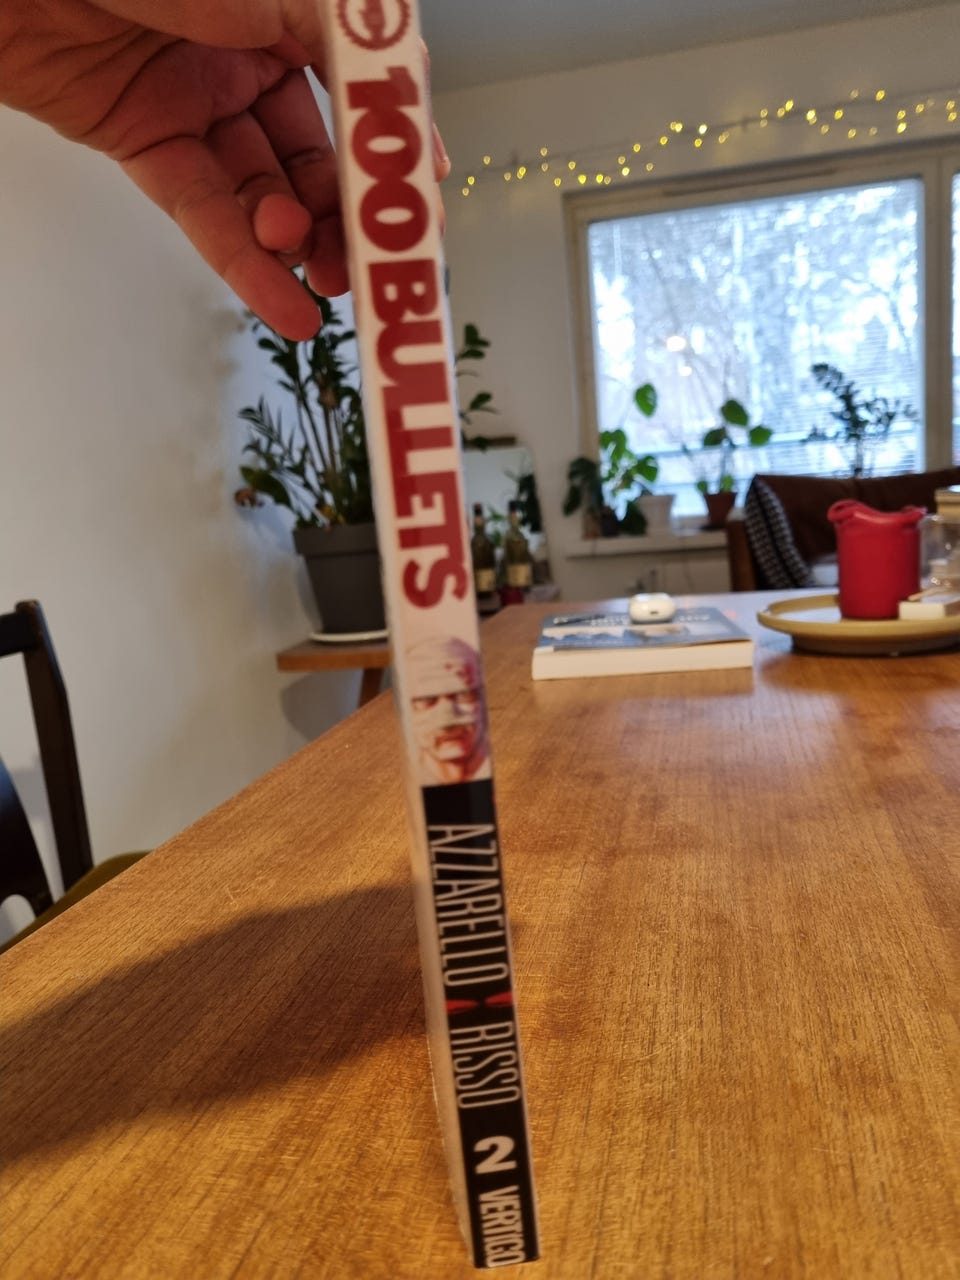 100 BULLETS
AZZARELLO RISSO
2
VERTIGO